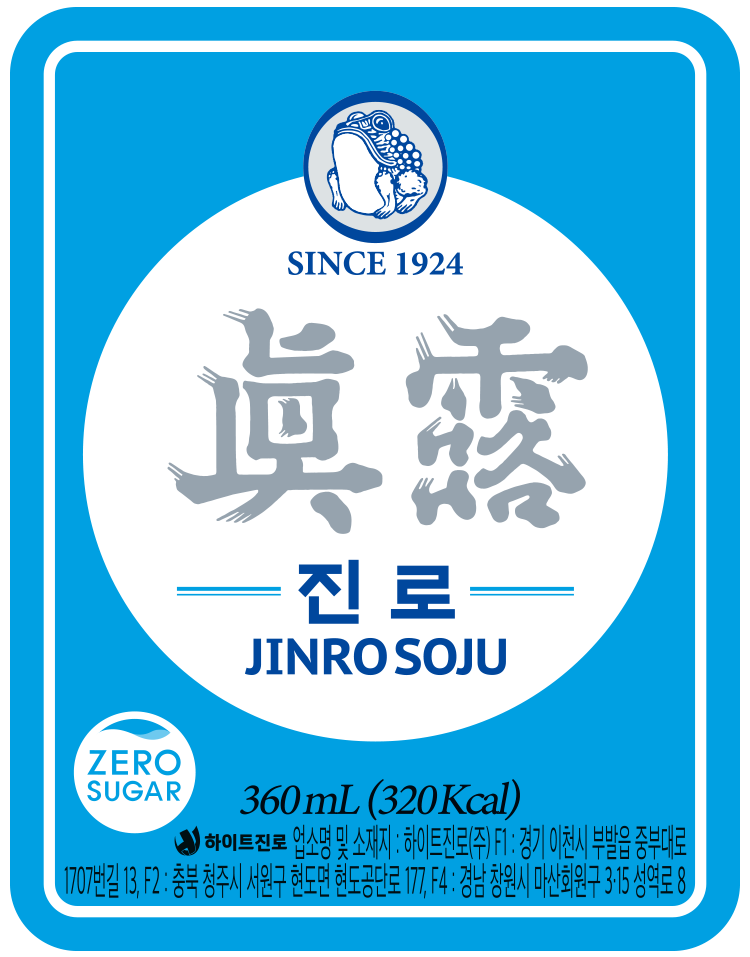 SINCE 1924
眞露
진로
JINRO SOJU
ZERO
SUGAR
360 mL (320 Kcal)
하이트진로 업소명 및 소재지 : 하이트진로(주) F1 : 경기 이천시 부발읍 중부대로
1707번길 13, F2 : 충북 청주시 서원구 현도면 현도공단로 177, F4 : 경남 창원시 마산회원구 3·15 성역로 8